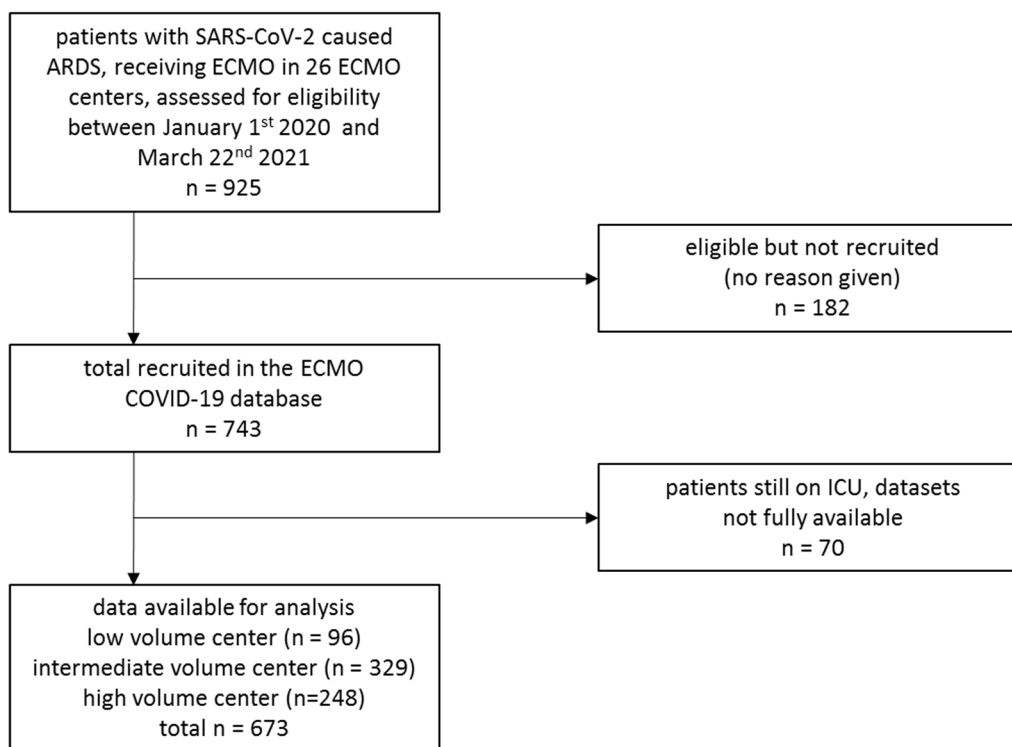 patients with SARS-CoV-2 caused
ARDS, receiving ECMO in 26 ECMO
centers, assessed for eligibility
between January 1st 2020 and
March 22nd 2021
n = 925
eligible but not recruited
(no reason given)
n = 182
total recruited in the ECMO
COVID-19 database
n = 743
patients still on ICU, datasets
not fully available
n = 70
data available for analysis
low volume center (n = 96)
intermediate volume center (n = 329)
high volume center (n=248)
total n = 673